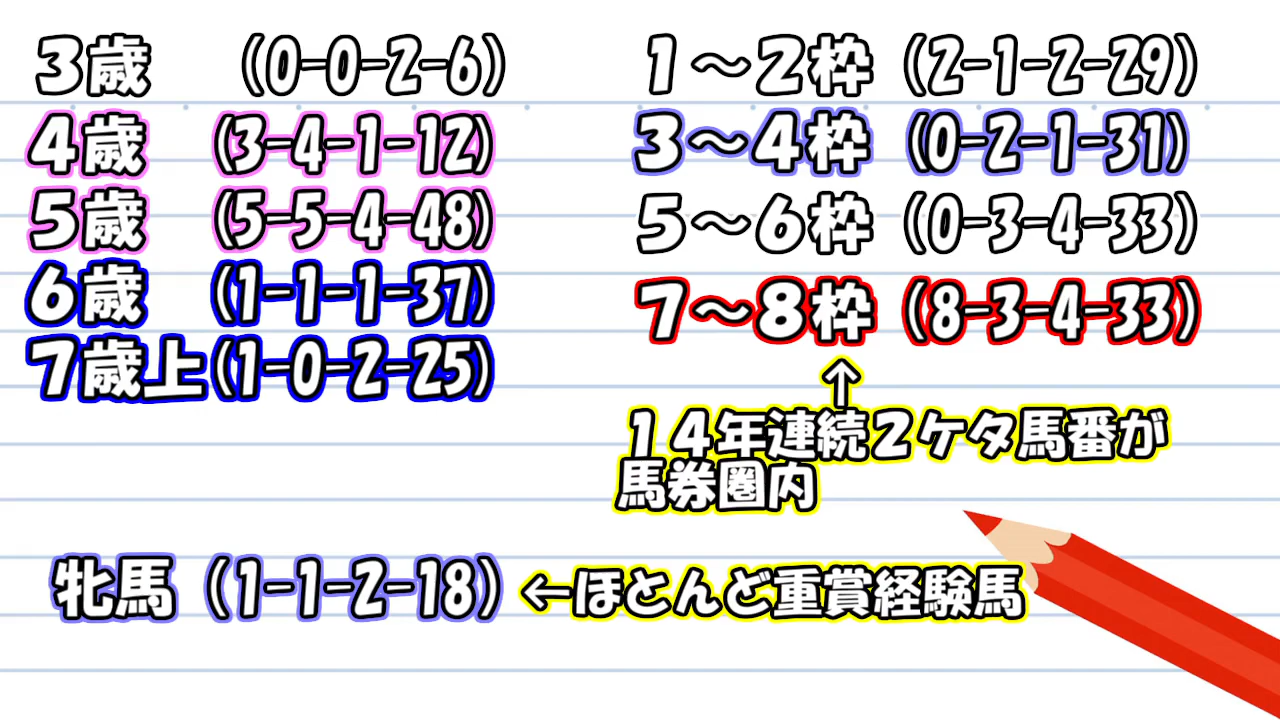 3歳 (0-0-2-6)
4歳 (3-4-1-12)
5歳 (5-5-4-48)
6歳 (1-1-1-37)
7歳上(1-0-2-25)
1～2枠 (2-1-2-29)
3～4枠 (0-2-1-31)
5～6枠 (0-3-4-33)
7～8枠 (8-3-4-33)
↑
14年連続2ケタ馬番が
馬券圏内
牝馬 (1-1-2-18) ←ほとんど重賞経験馬